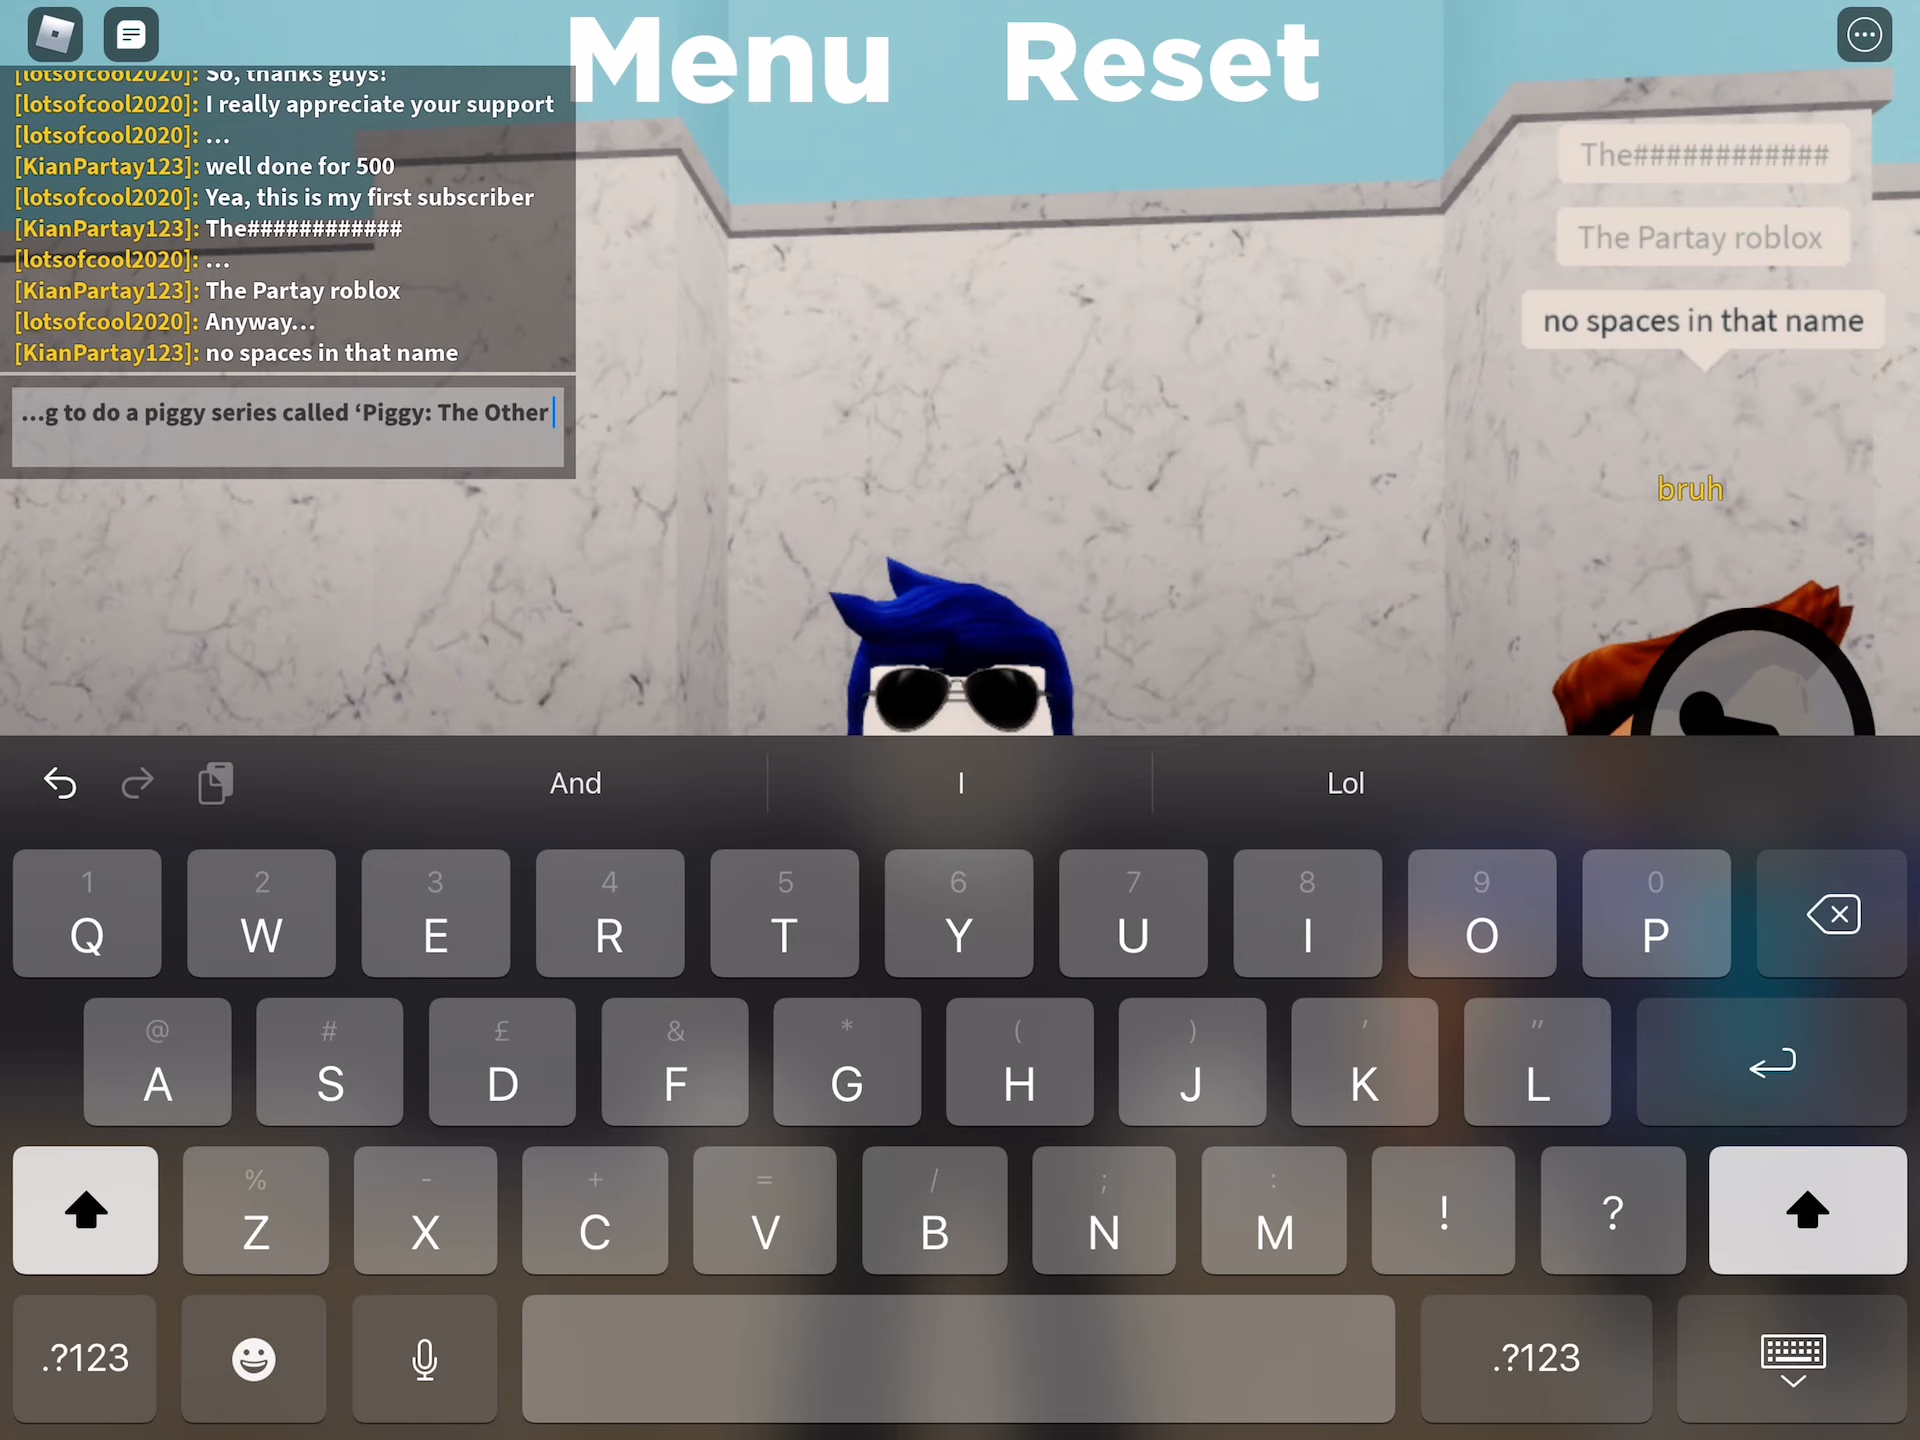 Menu Reset
[lotsofcool2020]: So, thanks guys!
[lotsofcool2020]: I really appreciate your support
[lotsofcool2020]: ...
[KianPartay123]: well done for 500
[lotsofcool2020]: Yea, this is my first subscriber
[KianPartay123]: The############
[lotsofcool2020]: ...
[KianPartay123]: The Partay roblox
[lotsofcool2020]: Anyway...
[KianPartay123]: no spaces in that name
...g to do a piggy series called ‘Piggy: The Other
The############
The Partay roblox
no spaces in that name
bruh
And I Lol
1 2 3 4 5 6 7 8 9 0
Q W E R T Y U I O P
@ # £ & * ( ) ' "
A S D F G H J K L
% - + = / ; :
Z X C V B N M ! ?
.?123 .?123